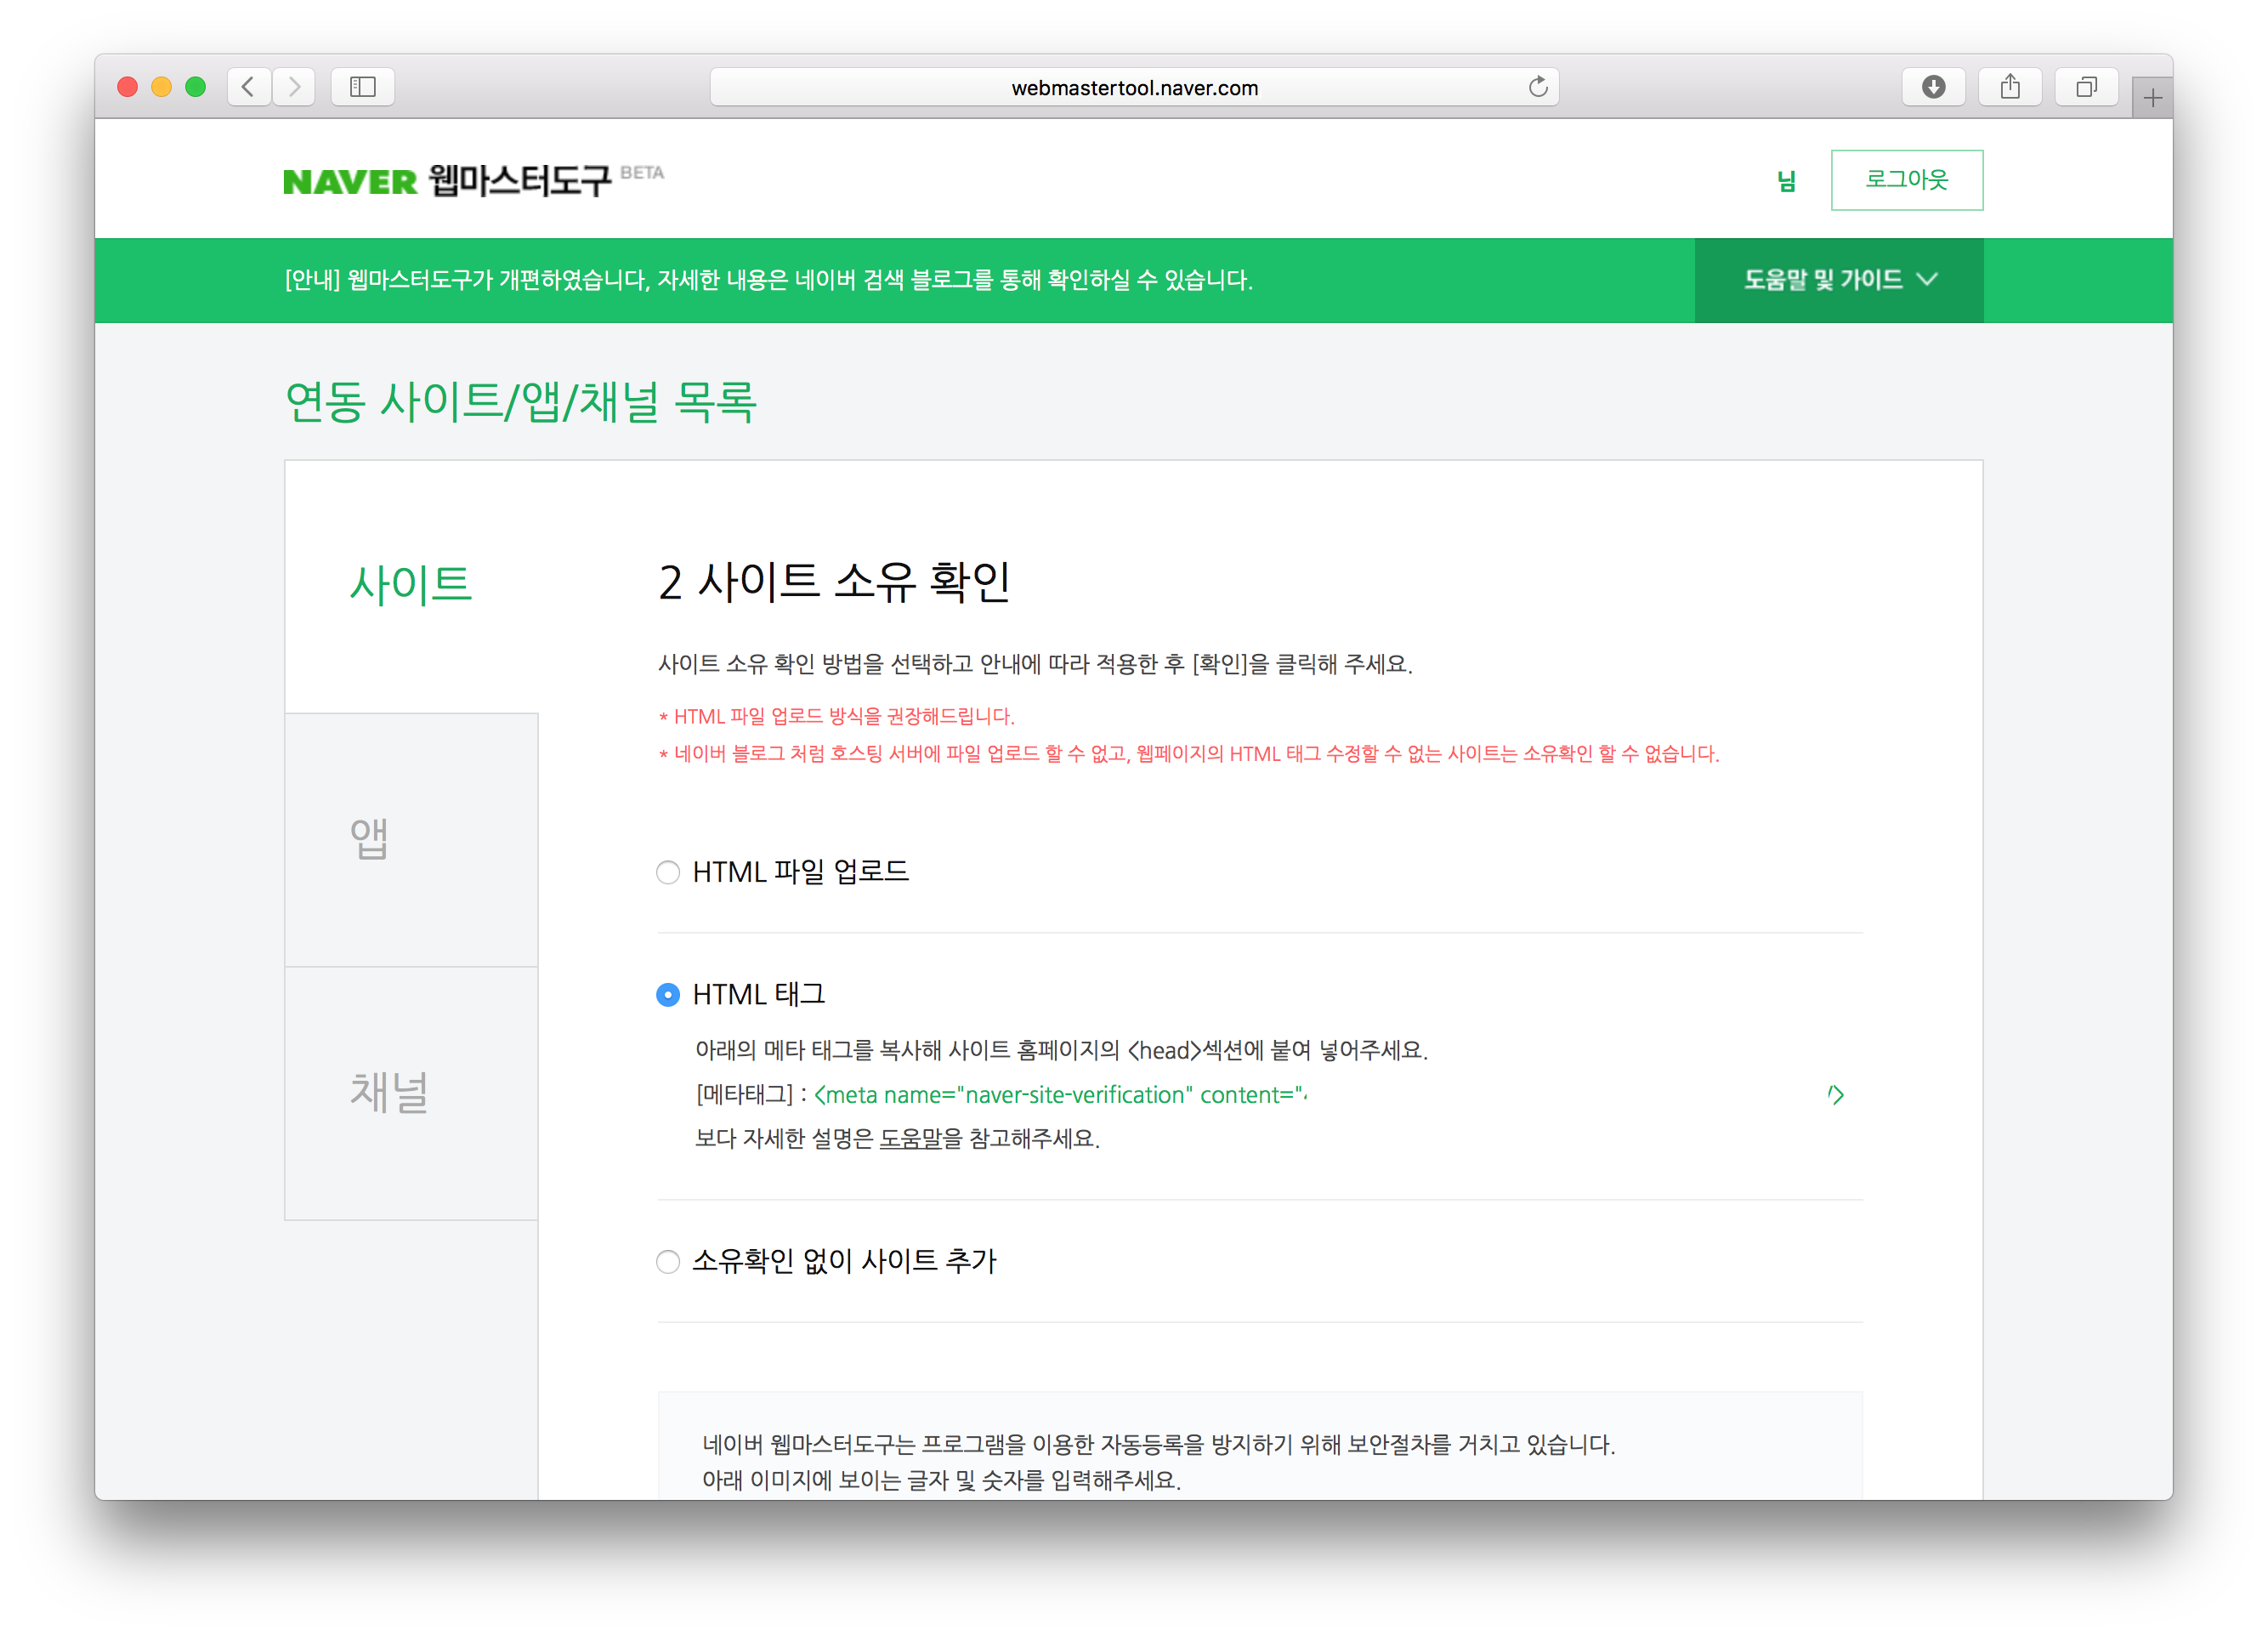 webmastertool.naver.com
NAVER 웹마스터도구 BETA
님
로그아웃
[안내] 웹마스터도구가 개편하였습니다, 자세한 내용은 네이버 검색 블로그를 통해 확인하실 수 있습니다.
도움말 및 가이드
연동 사이트/앱/채널 목록
사이트
앱
채널
2 사이트 소유 확인
사이트 소유 확인 방법을 선택하고 안내에 따라 적용한 후 [확인]을 클릭해 주세요.
* HTML 파일 업로드 방식을 권장해드립니다.
* 네이버 블로그 처럼 호스팅 서버에 파일 업로드 할 수 없고, 웹페이지의 HTML 태그 수정할 수 없는 사이트는 소유확인 할 수 없습니다.
HTML 파일 업로드
HTML 태그
아래의 메타 태그를 복사해 사이트 홈페이지의 <head>섹션에 붙여 넣어주세요.
[메타태그] : <meta name="naver-site-verification" content=" />
보다 자세한 설명은 도움말을 참고해주세요.
소유확인 없이 사이트 추가
네이버 웹마스터도구는 프로그램을 이용한 자동등록을 방지하기 위해 보안절차를 거치고 있습니다.
아래 이미지에 보이는 글자 및 숫자를 입력해주세요.